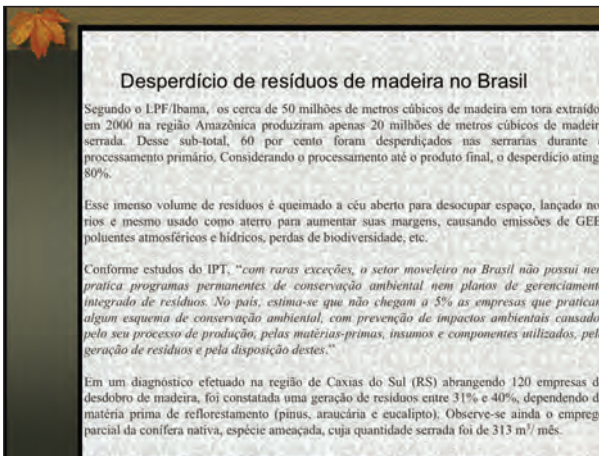 Desperdício de resíduos de madeira no Brasil
Segundo o LPF/Ibama, os cerca de 50 milhões de metros cúbicos de madeira em tora extraído
em 2000 na região Amazônica produziram apenas 20 milhões de metros cúbicos de madeir
serrada. Desse sub-total, 60 por cento foram desperdiçados nas serrarias durante
processamento primário. Considerando o processamento até o produto final, o desperdício ating
80%.
Esse imenso volume de resíduos é queimado a céu aberto para desocupar espaço, lançado no
rios e mesmo usado como aterro para aumentar suas margens, causando emissões de GEE
poluentes atmosféricos e hídricos, perdas de biodiversidade, etc.
Conforme estudos do IPT, “com raras exceções, o setor moveleiro no Brasil não possui nem
pratica programas permanentes de conservação ambiental nem planos de gerenciament
integrado de resíduos. No país, estima-se que não chegam a 5% as empresas que pratican
algum esquema de conservação ambiental, com prevenção de impactos ambientais causado
pelo seu processo de produção, pelas matérias-primas, insumos e componentes utilizados, pel
geração de resíduos e pela disposição destes.”
Em um diagnóstico efetuado na região de Caxias do Sul (RS) abrangendo 120 empresas d
desdobro de madeira, foi constatada uma geração de resíduos entre 31% e 40%, dependendo d
matéria prima de reflorestamento (pinus, araucária e eucalipto). Observe-se ainda o empreg
parcial da conífera nativa, espécie ameaçada, cuja quantidade serrada foi de 313 m³/ mês.